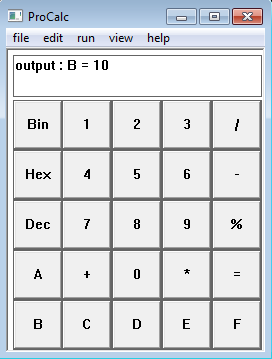 ProCalc
file edit run view help
output : B = 10
Bin 1 2 3 /
Hex 4 5 6 -
Dec 7 8 9 %
A + 0 * =
B C D E F